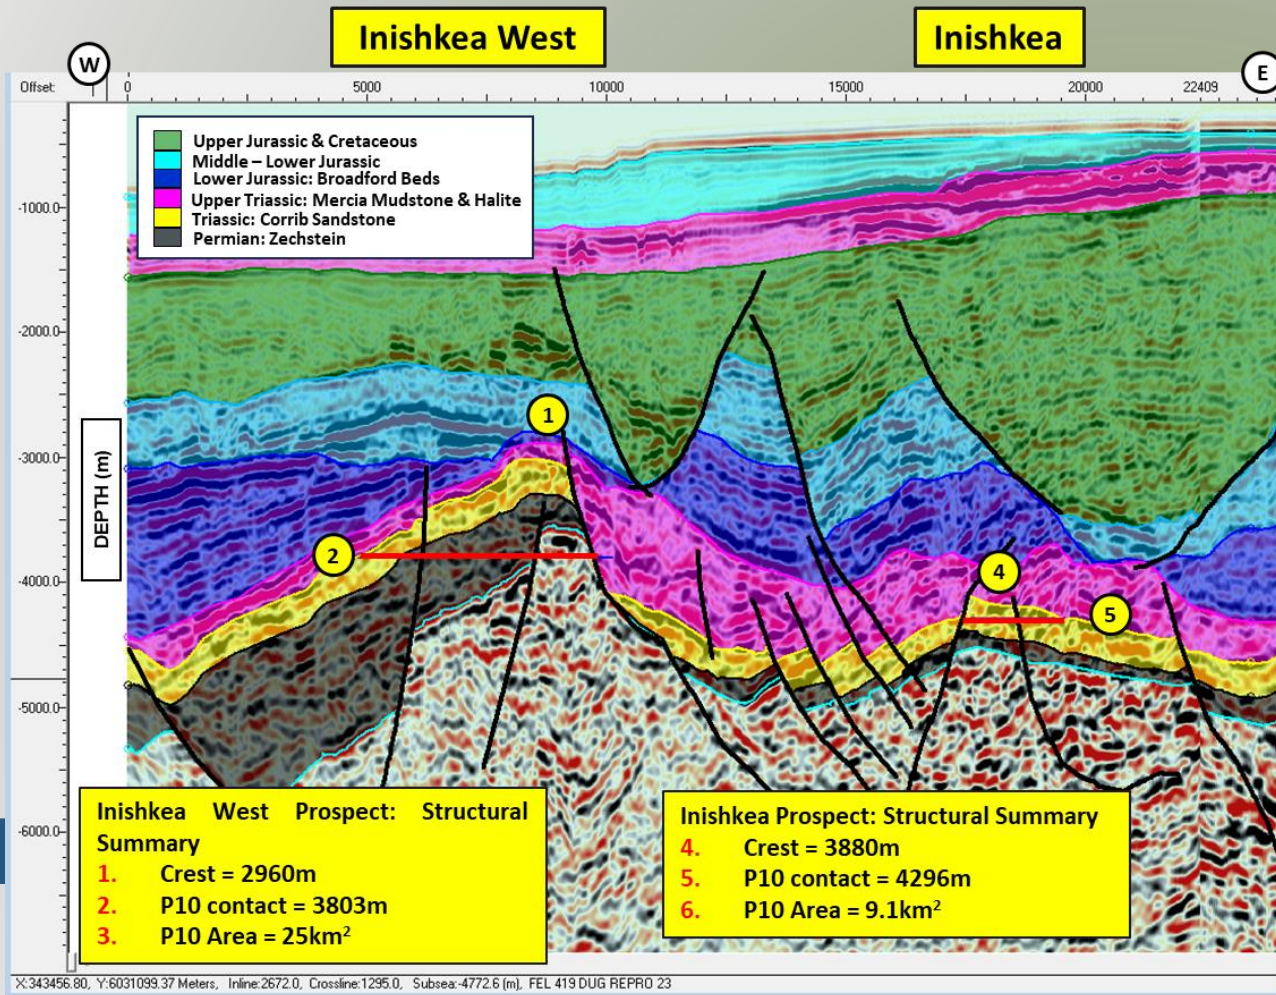 Inishkea West
Inishkea
W
E
Offset:
0
5000
10000
15000
20000
22409
Upper Jurassic & Cretaceous
Middle – Lower Jurassic
Lower Jurassic: Broadford Beds
Upper Triassic: Mercia Mudstone & Halite
Triassic: Corrib Sandstone
Permian: Zechstein
-1000.0
-2000.0
-3000.0
-4000.0
-5000.0
-6000.0
DEPTH (m)
1
2
4
5
Inishkea West Prospect: Structural
Summary
1. Crest = 2960m
2. P10 contact = 3803m
3. P10 Area = 25km²
Inishkea Prospect: Structural Summary
4. Crest = 3880m
5. P10 contact = 4296m
6. P10 Area = 9.1km²
X:343456.80, Y:6031099.37 Meters, Inline:2672.0, Crossline:1295.0, Subsea:-4772.6 (m), FEL 419 DUG REPRO 23